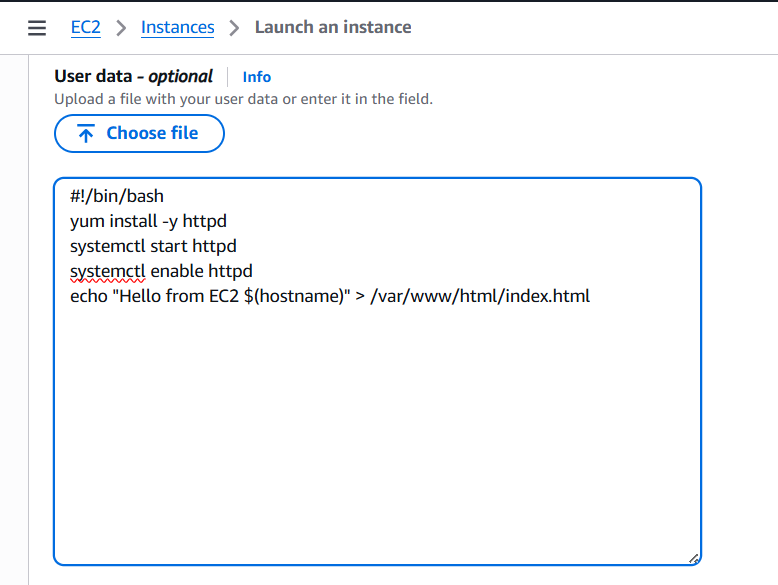 EC2 > Instances > Launch an instance
User data - optional Info
Upload a file with your user data or enter it in the field.
Choose file
#!/bin/bash
yum install -y httpd
systemctl start httpd
systemctl enable httpd
echo "Hello from EC2 $(hostname)" > /var/www/html/index.html